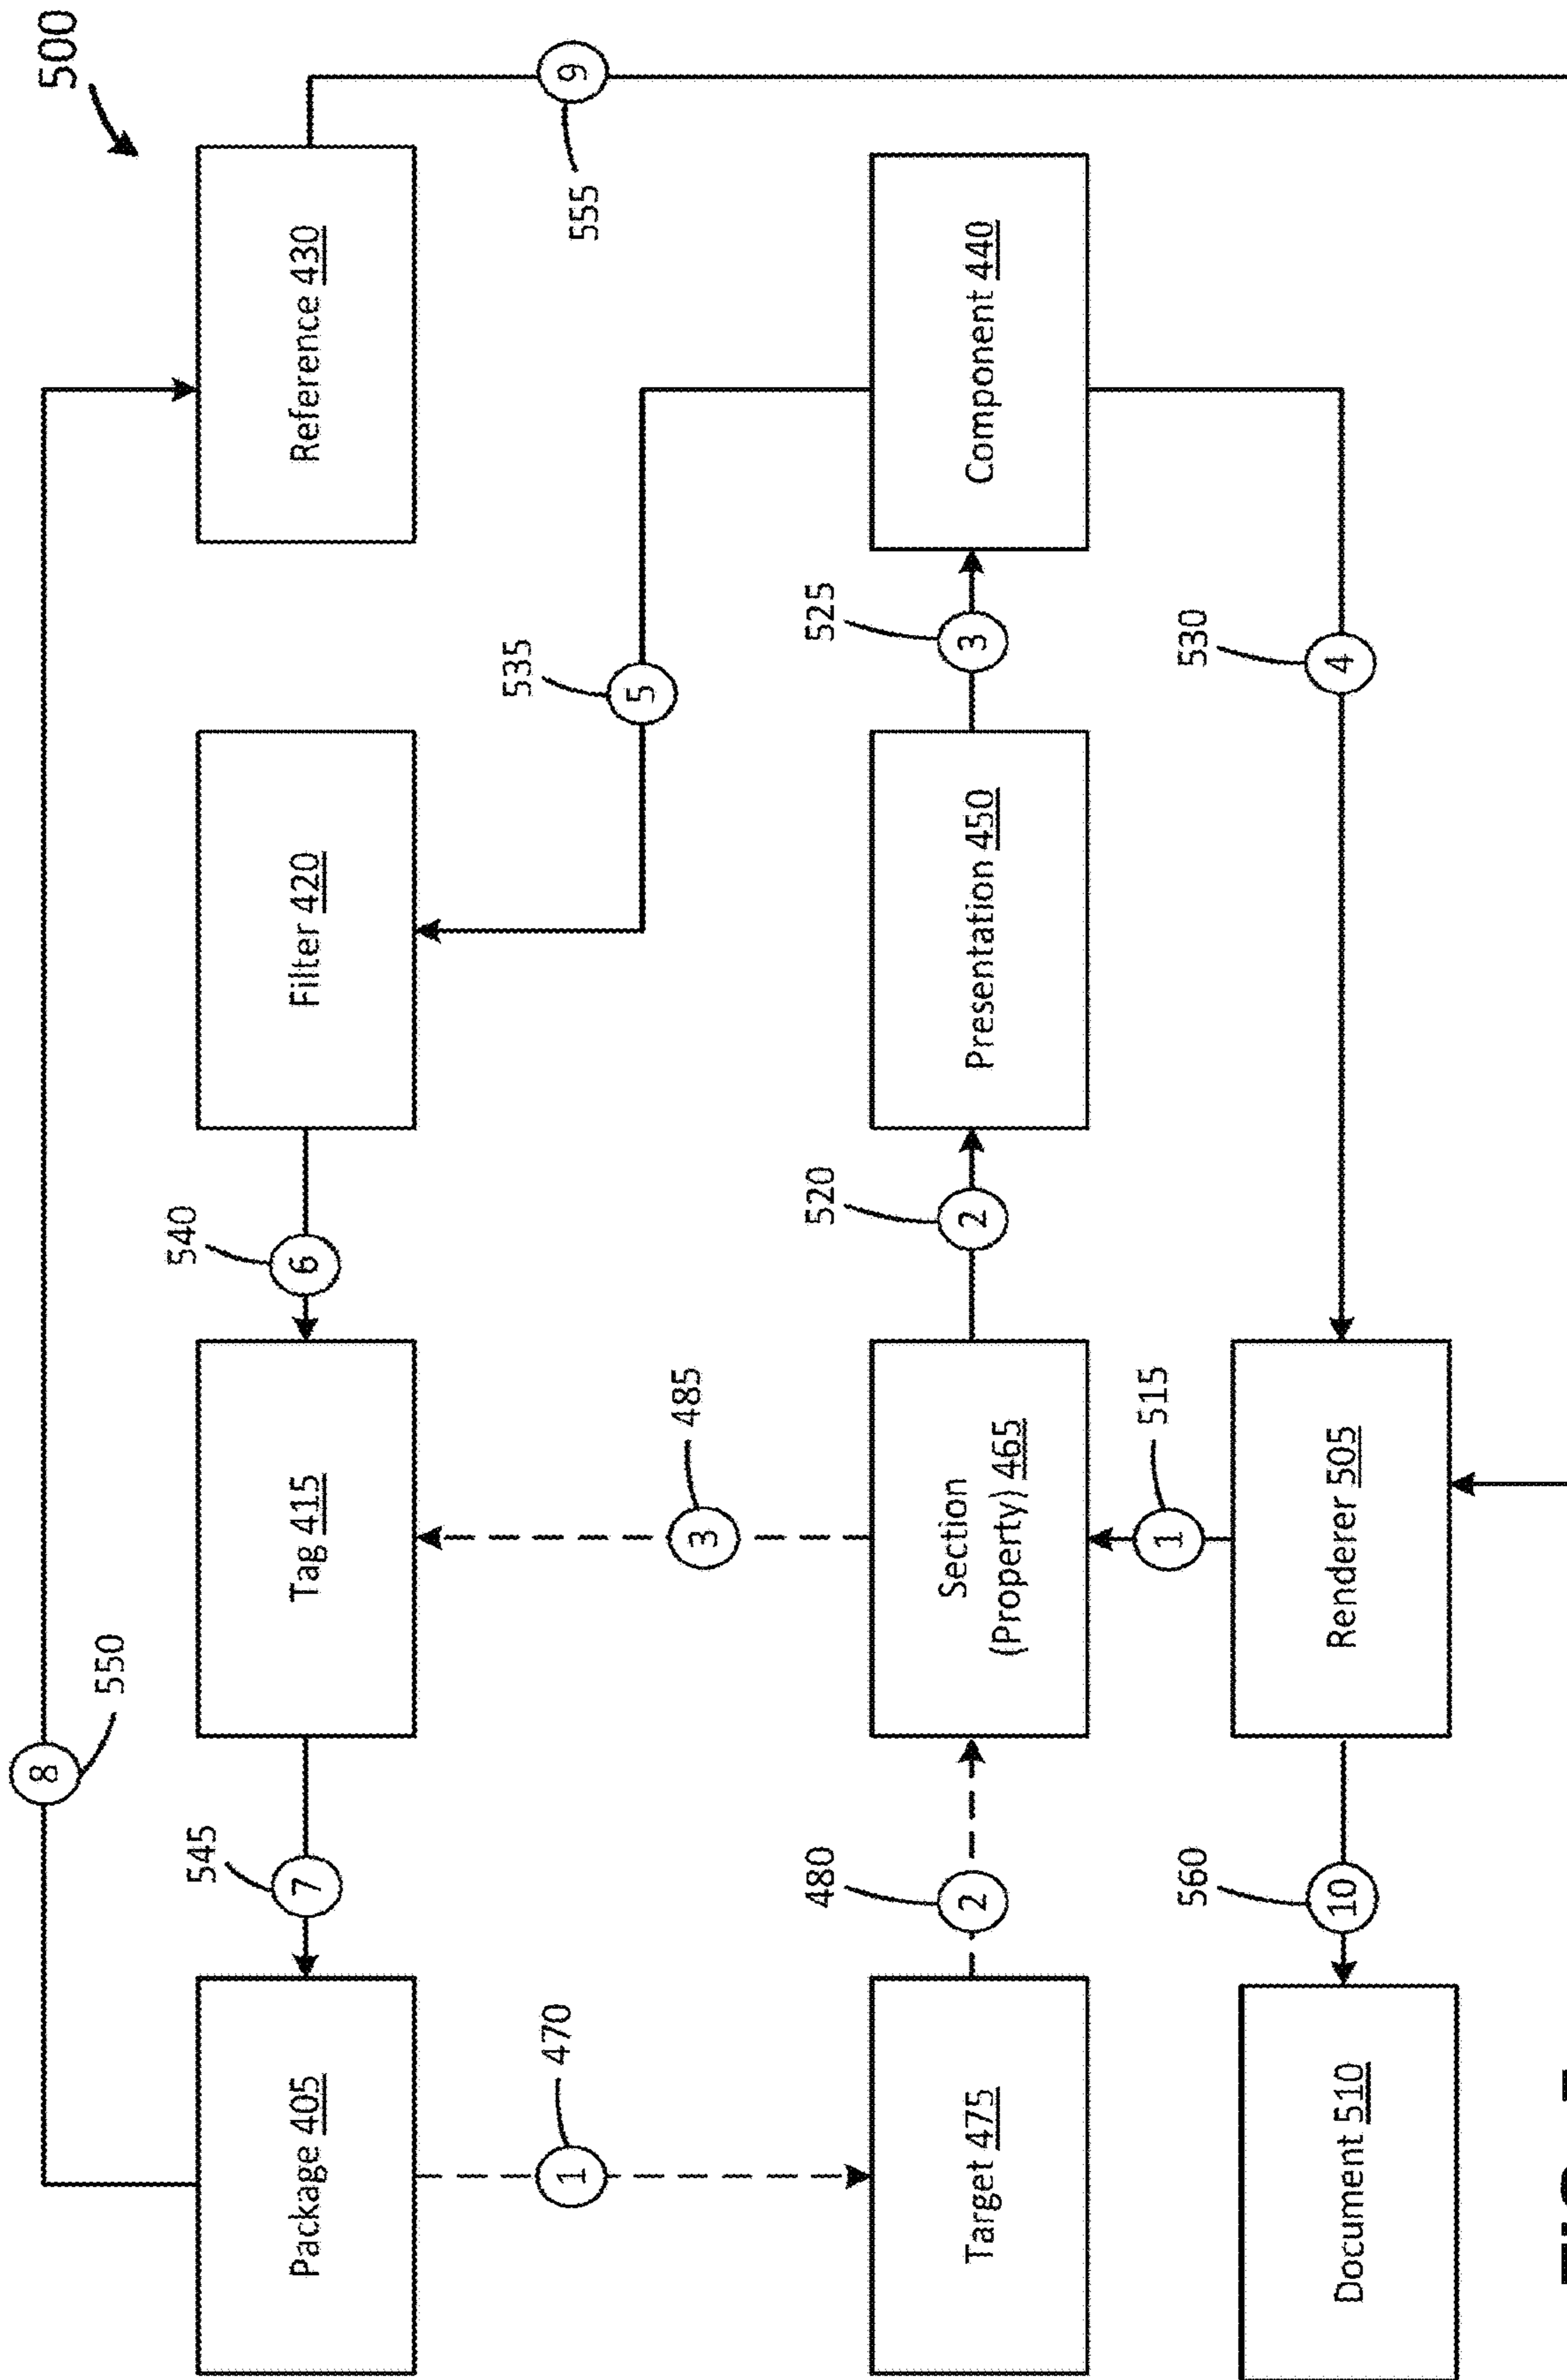 500
8
550
545
540
Package 405
7
Tag 415
6
Filter 420
Reference 430
470
1
485
3
535
5
9
555
480
520
525
Target 475
2
Section
(Property) 465
2
Presentation 450
3
Component 440
515
1
560
530
Document 510
10
Renderer 505
4